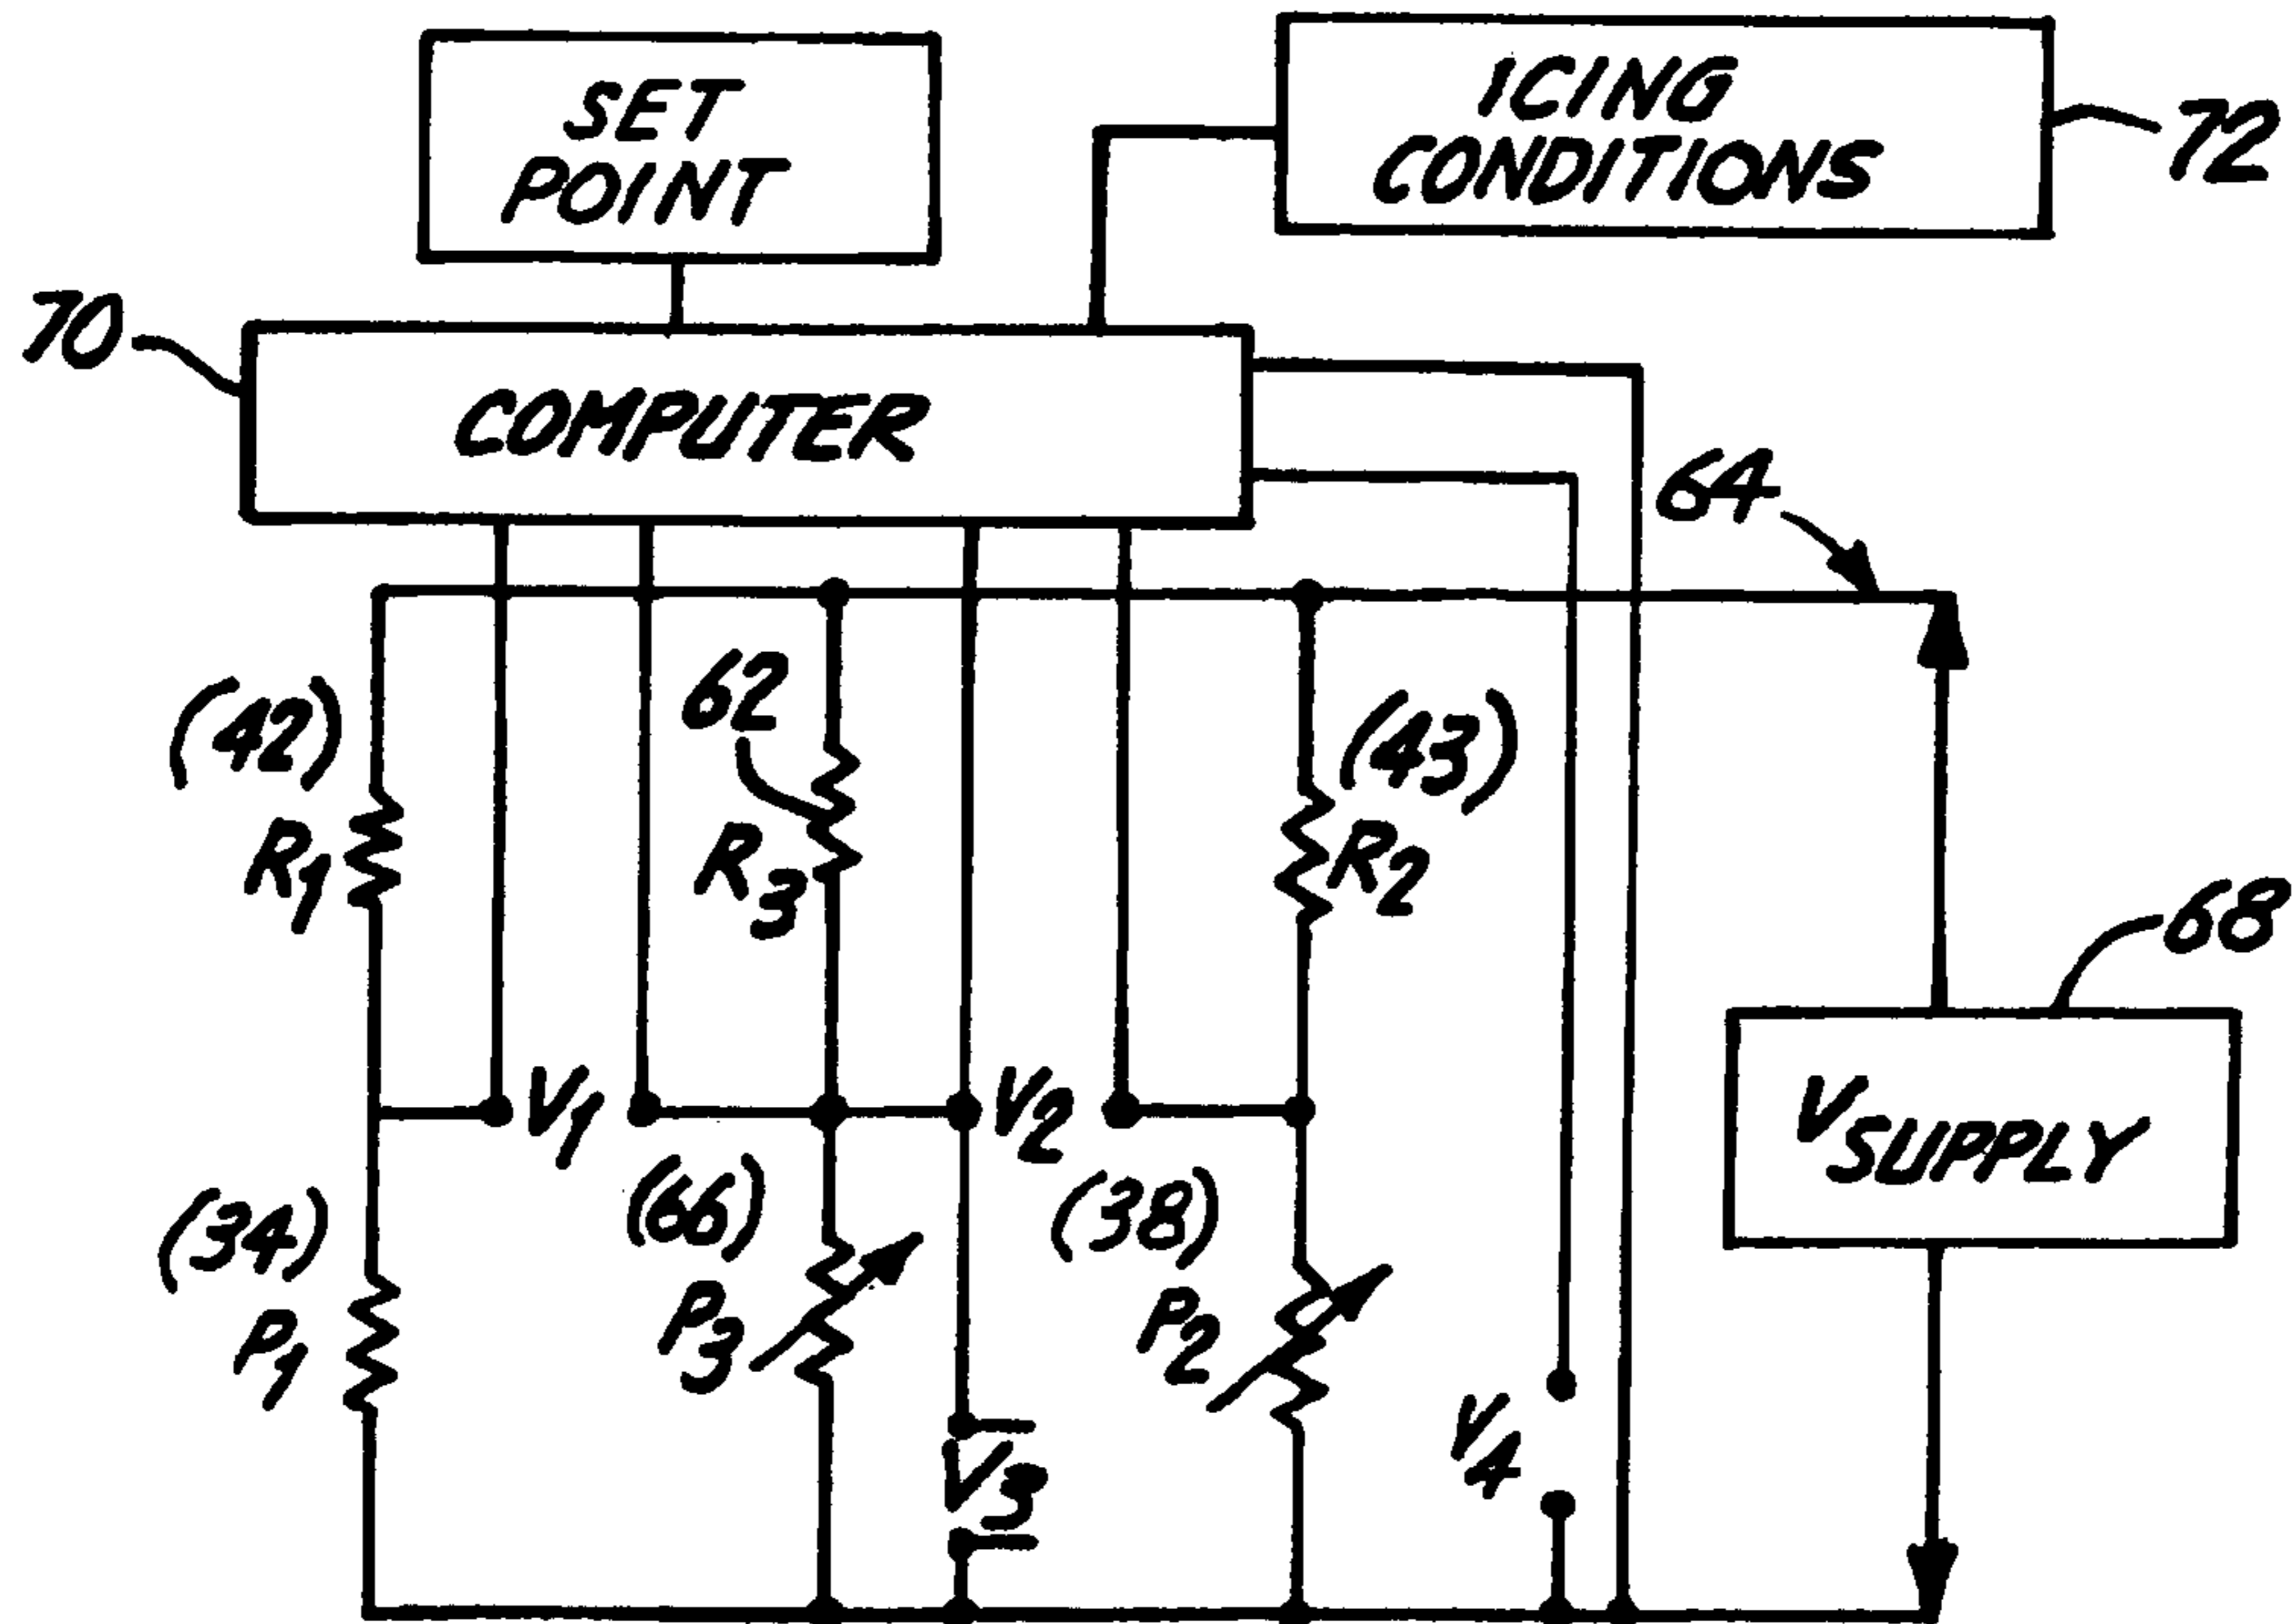 SET
POINT
ICING
CONDITIONS
72
70
COMPUTER
64
(42)
62
(43)
R1
R3
R2
68
V1
V2
VSUPPLY
(34)
(66)
(38)
P1
P3
P2
V3
V4